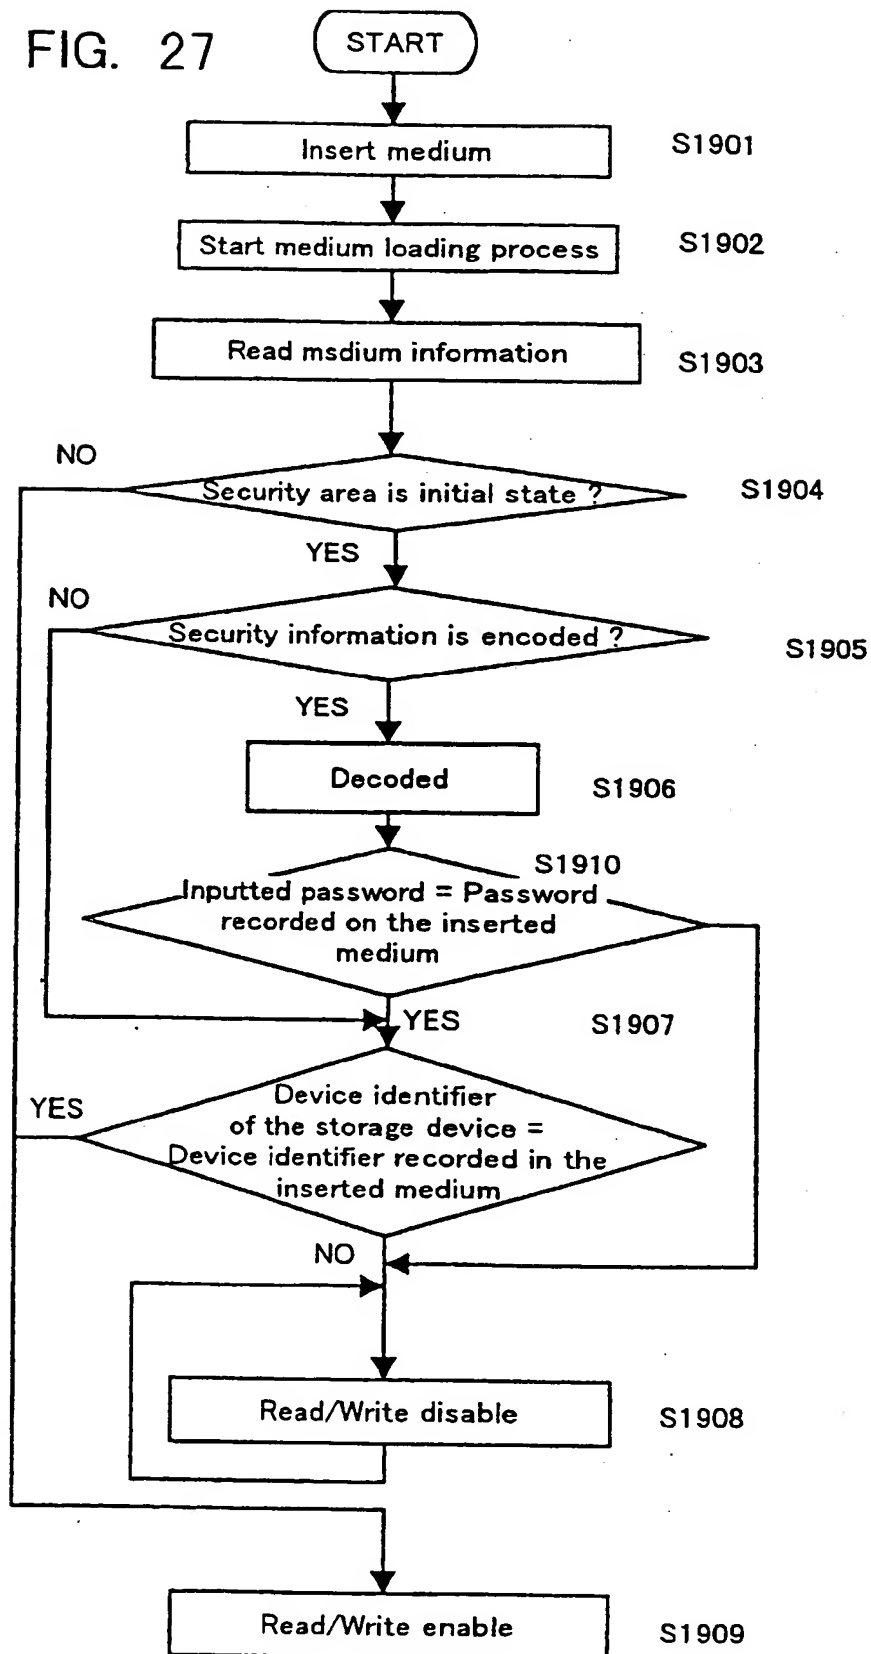 FIG. 27
START
Insert medium
S1901
Start medium loading process
S1902
Read msdium information
S1903
NO
Security area is initial state ?
S1904
YES
NO
Security information is encoded ?
S1905
YES
Decoded
S1906
S1910
Inputted password = Password
recorded on the inserted
medium
YES
S1907
YES
Device identifier
of the storage device =
Device identifier recorded in the
inserted medium
NO
Read/Write disable
S1908
Read/Write enable
S1909